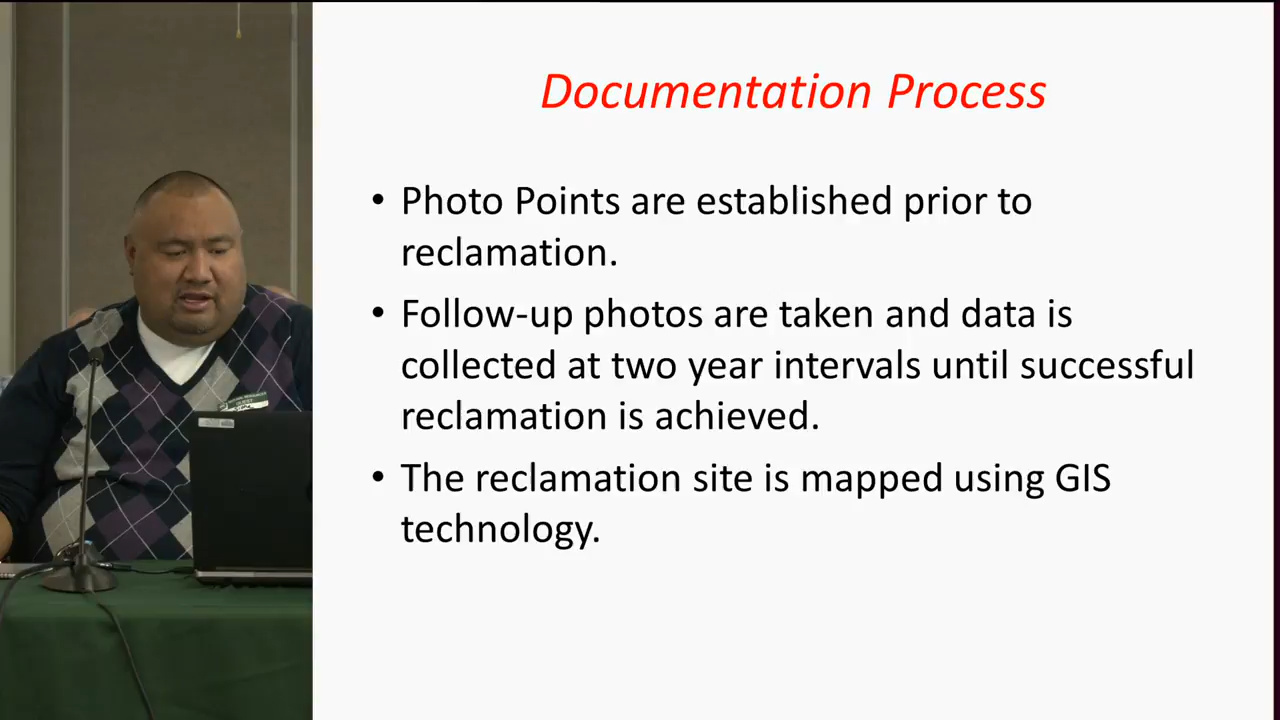 Documentation Process
• Photo Points are established prior to
reclamation.
• Follow-up photos are taken and data is
collected at two year intervals until successful
reclamation is achieved.
• The reclamation site is mapped using GIS
technology.